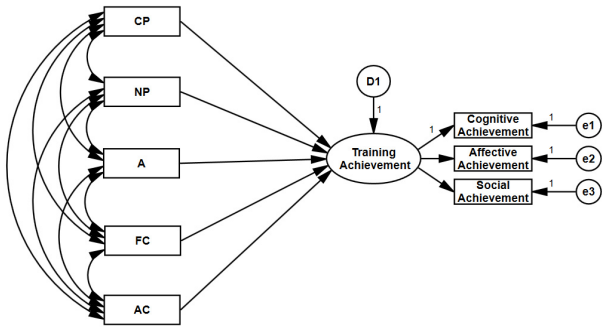 CP
NP
A
FC
AC
D1
1
Training
Achievement
1
Cognitive
Achievement
1
e1
Affective
Achievement
1
e2
Social
Achievement
1
e3